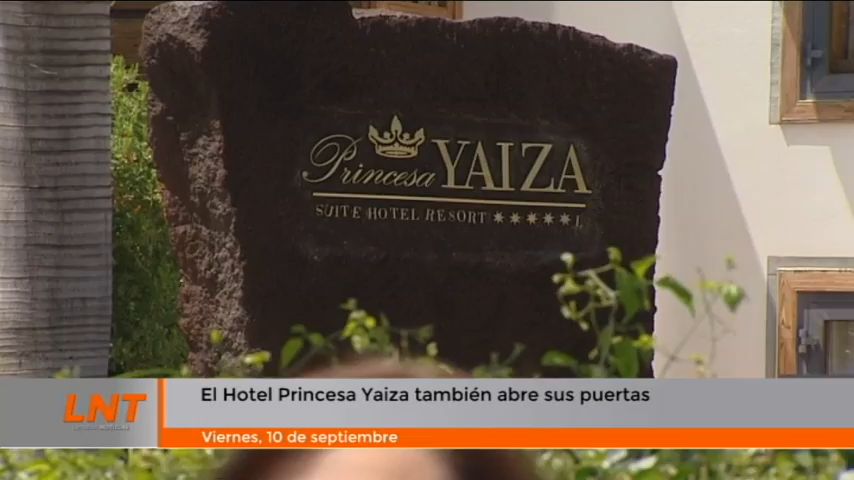 Princesa YAIZA
SUITE HOTEL RESORT ★★★★★ L
LNT
El Hotel Princesa Yaiza también abre sus puertas
Viernes, 10 de septiembre